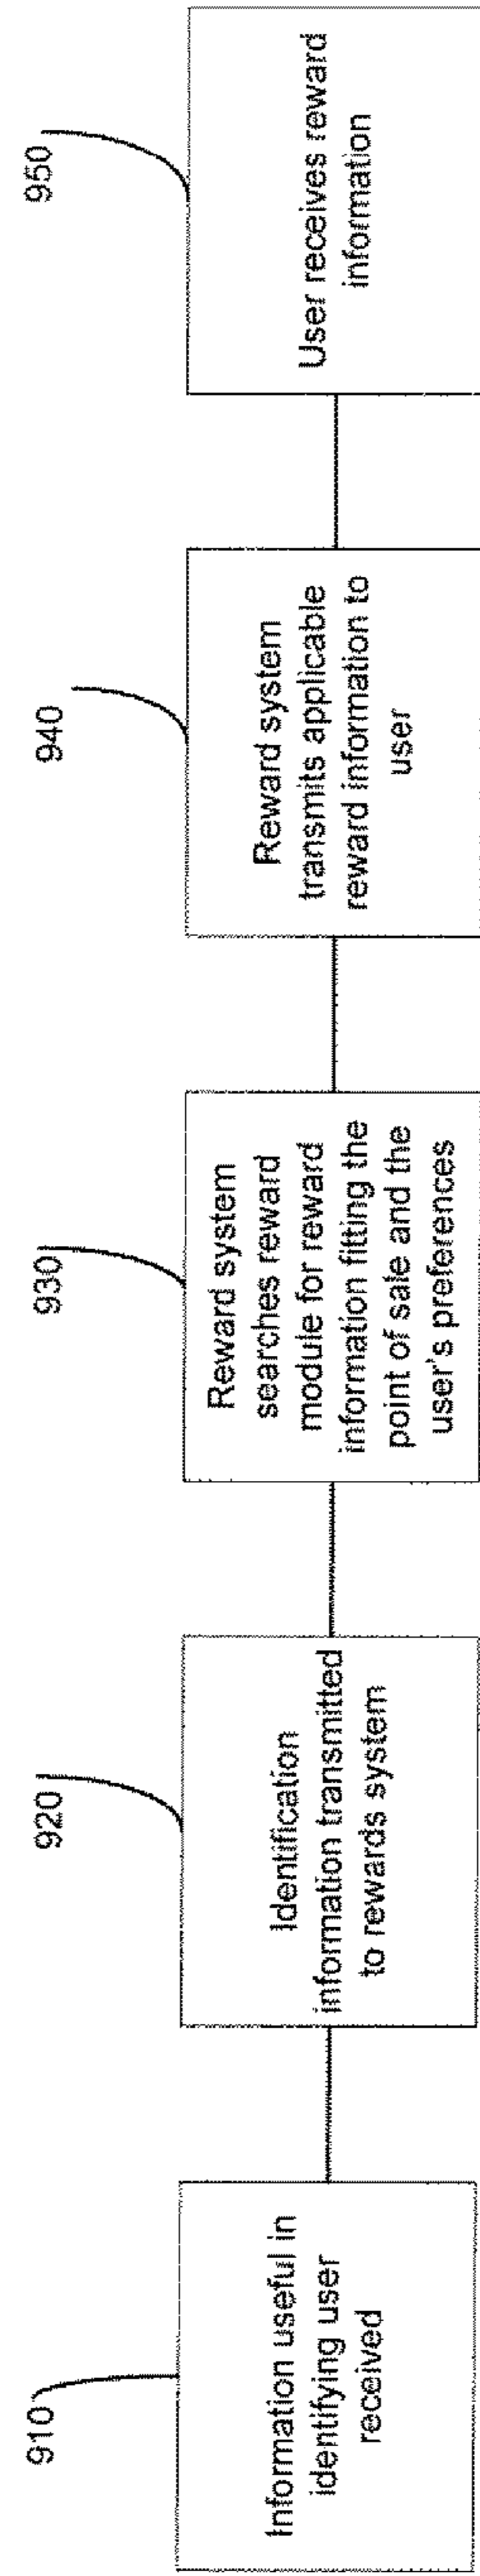 910
Information useful in
identifying user
received
920
Identification
information transmitted
to rewards system
930
Reward system
searches reward
module for reward
information fitting the
point of sale and the
user's preferences
940
Reward system
transmits applicable
reward information to
user
950
User receives reward
information